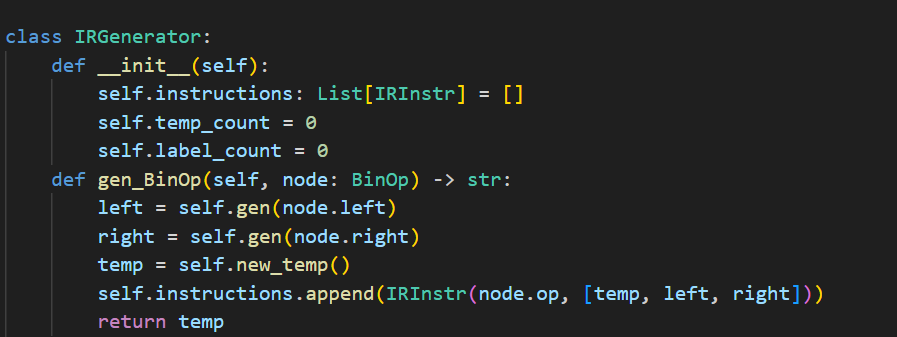 class IRGenerator:
    def __init__(self):
        self.instructions: List[IRInstr] = []
        self.temp_count = 0
        self.label_count = 0
    def gen_BinOp(self, node: BinOp) -> str:
        left = self.gen(node.left)
        right = self.gen(node.right)
        temp = self.new_temp()
        self.instructions.append(IRInstr(node.op, [temp, left, right]))
        return temp